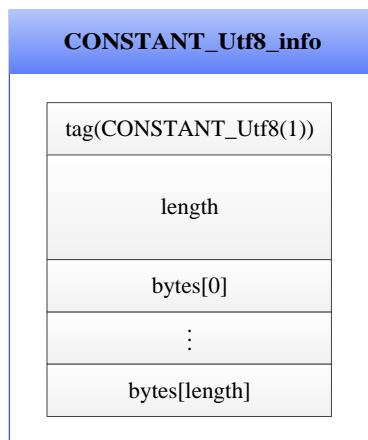 CONSTANT_Utf8_info
tag(CONSTANT_Utf8(1))
length
bytes[0]
⋮
bytes[length]